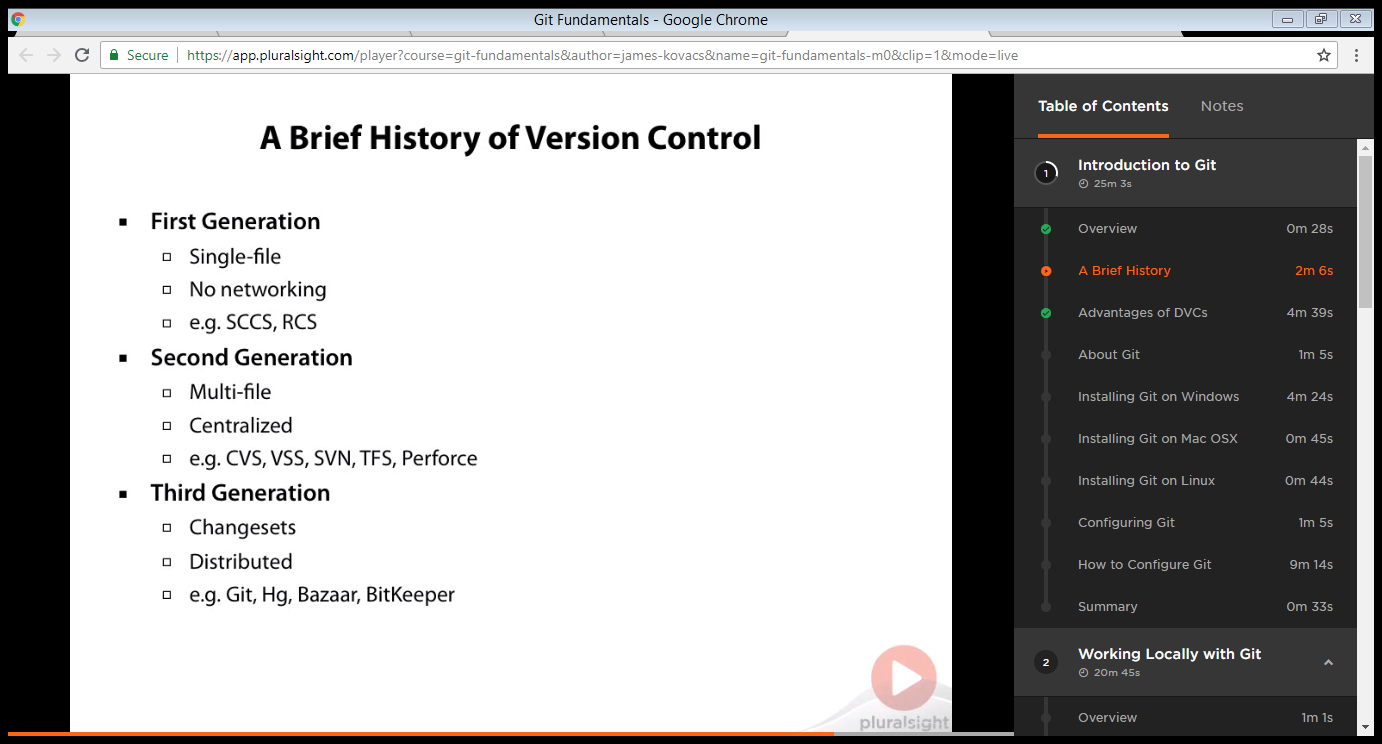 Git Fundamentals - Google Chrome
Secure https://app.pluralsight.com/player?course=git-fundamentals&author=james-kovacs&name=git-fundamentals-m0&clip=1&mode=live
A Brief History of Version Control
First Generation
Single-file
No networking
e.g. SCCS, RCS
Second Generation
Multi-file
Centralized
e.g. CVS, VSS, SVN, TFS, Perforce
Third Generation
Changesets
Distributed
e.g. Git, Hg, Bazaar, BitKeeper
pluralsight
Table of Contents Notes
1 Introduction to Git
25m 3s
Overview 0m 28s
A Brief History 2m 6s
Advantages of DVCs 4m 39s
About Git 1m 5s
Installing Git on Windows 4m 24s
Installing Git on Mac OSX 0m 45s
Installing Git on Linux 0m 44s
Configuring Git 1m 5s
How to Configure Git 9m 14s
Summary 0m 33s
2 Working Locally with Git
20m 45s
Overview 1m 1s